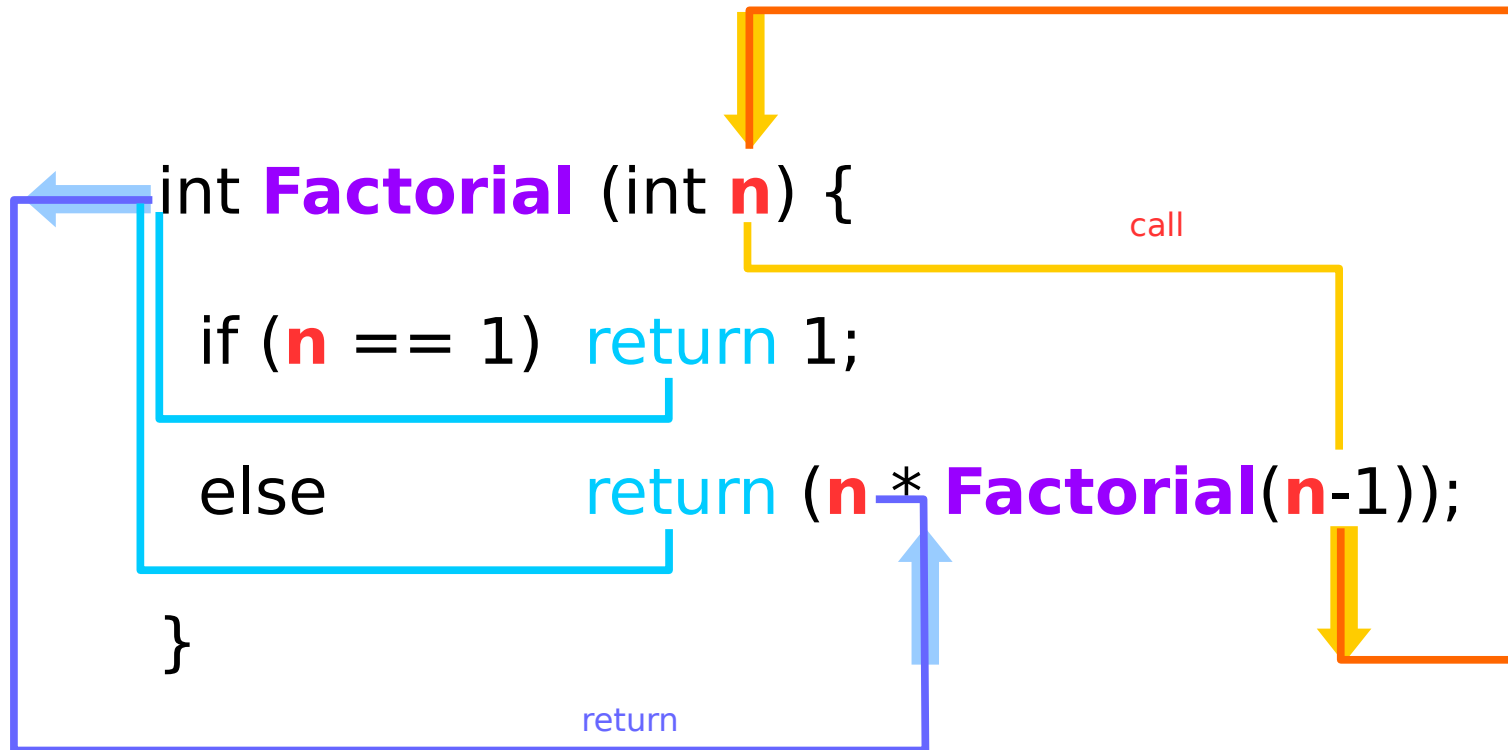 int Factorial (int n) {
call
if (n == 1) return 1;
else return (n * Factorial(n-1));
}
return